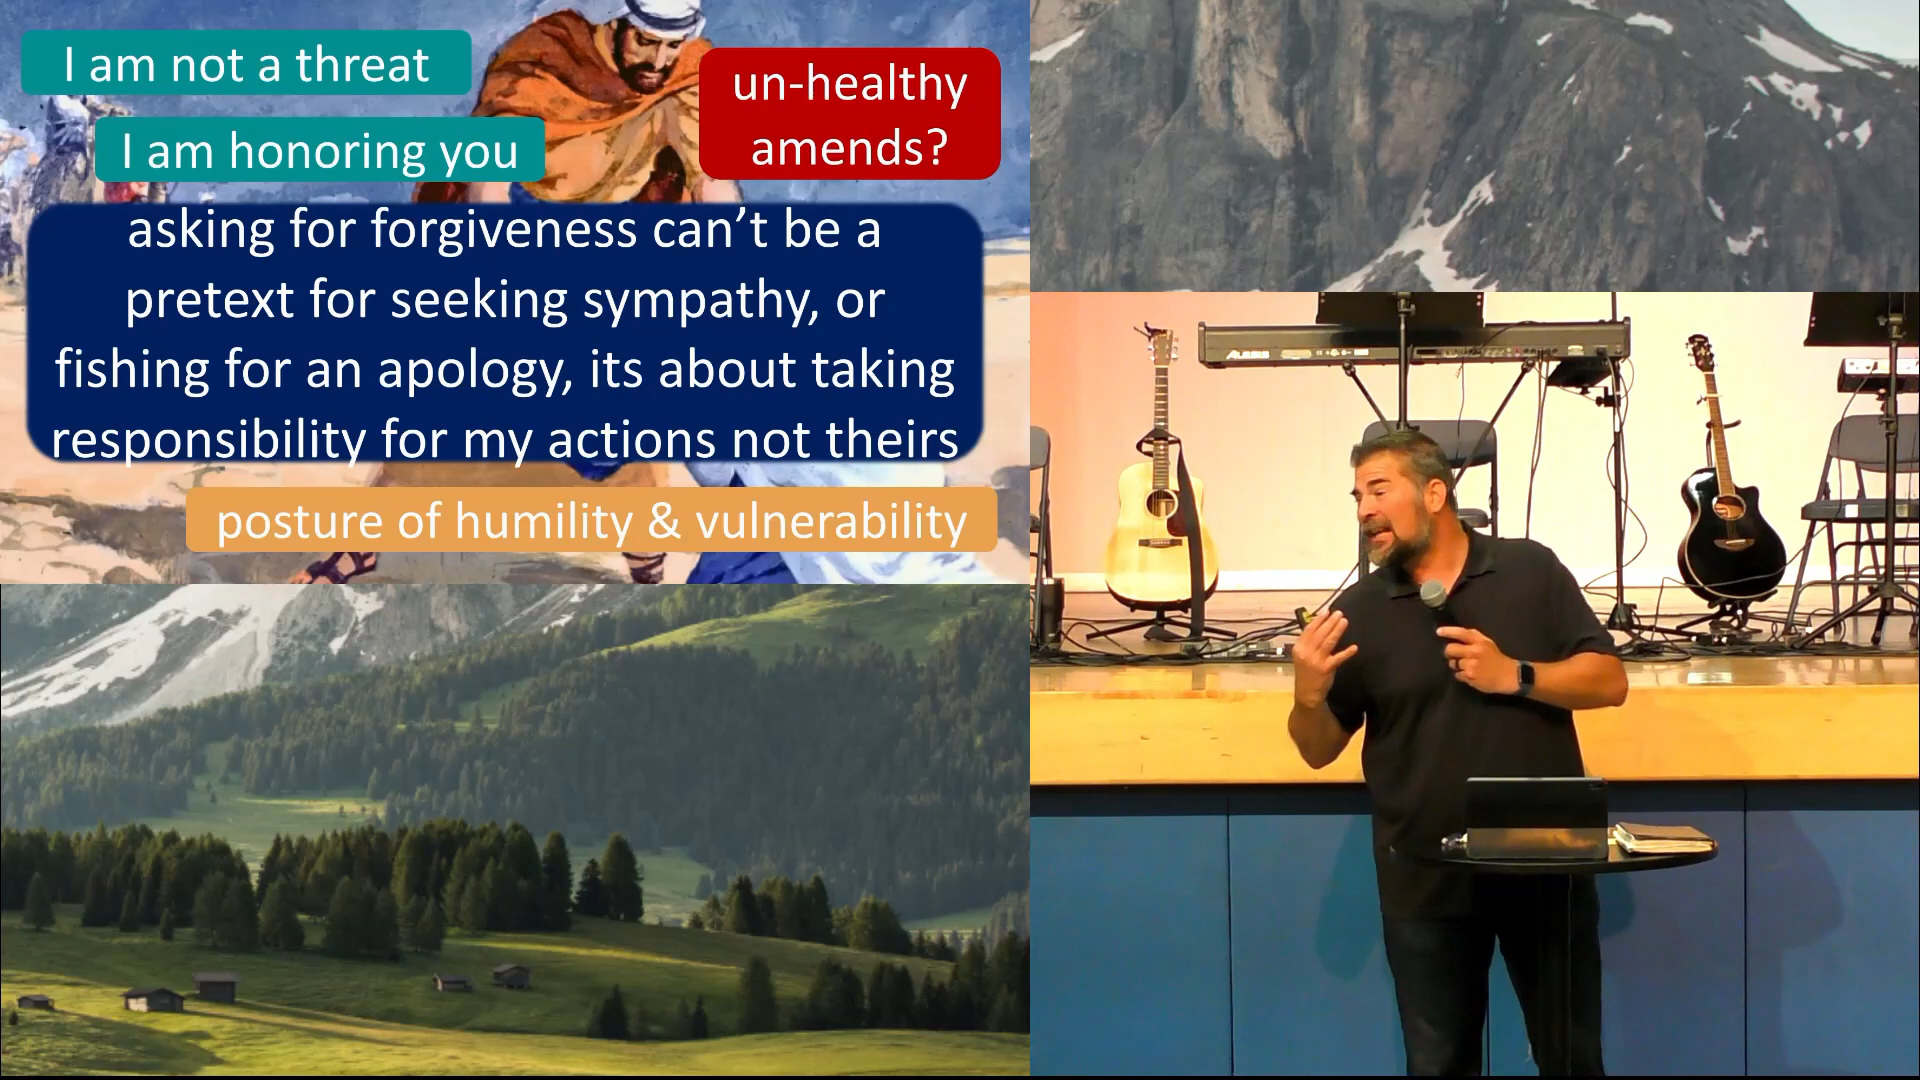 I am not a threat
I am honoring you
un-healthy
amends?
asking for forgiveness can’t be a
pretext for seeking sympathy, or
fishing for an apology, its about taking
responsibility for my actions not theirs
posture of humility & vulnerability
ALESIS